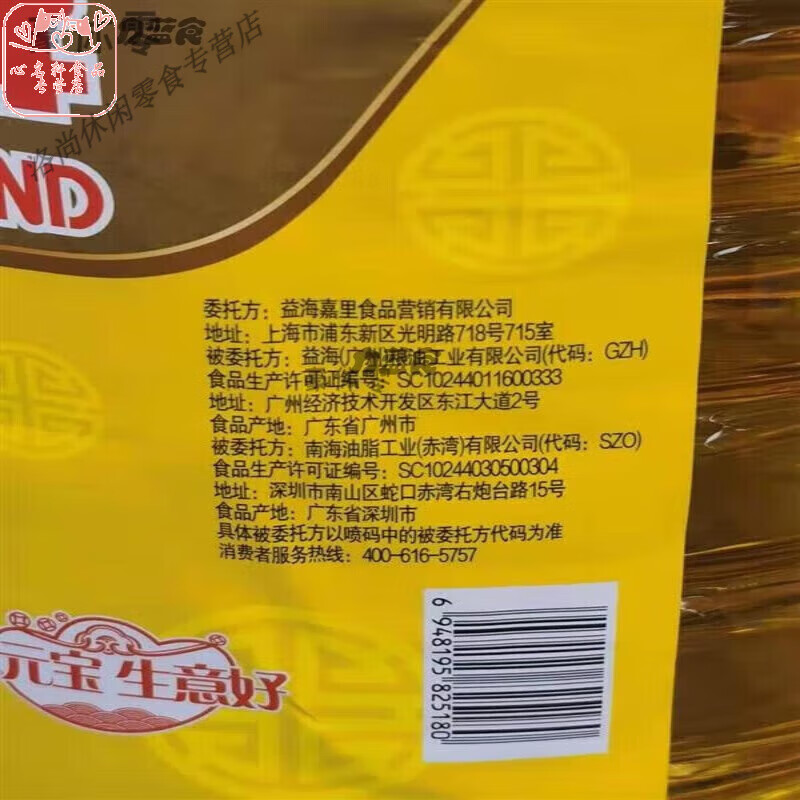 零食
心意轩食品
专营店
洛尚休闲零食专营店
ND
委托方：益海嘉里食品营销有限公司
地址：上海市浦东新区光明路718号715室
被委托方：益海(广州)粮油工业有限公司(代码：GZH)
食品生产许可证编号：SC10244011600333
地址：广州经济技术开发区东江大道2号
食品产地：广东省广州市
被委托方：南海油脂工业(赤湾)有限公司(代码：SZO)
食品生产许可证编号：SC10244030500304
地址：深圳市南山区蛇口赤湾右炮台路15号
食品产地：广东省深圳市
具体被委托方以喷码中的被委托方代码为准
消费者服务热线：400-616-5757
元宝 生意好
6 948195 825180